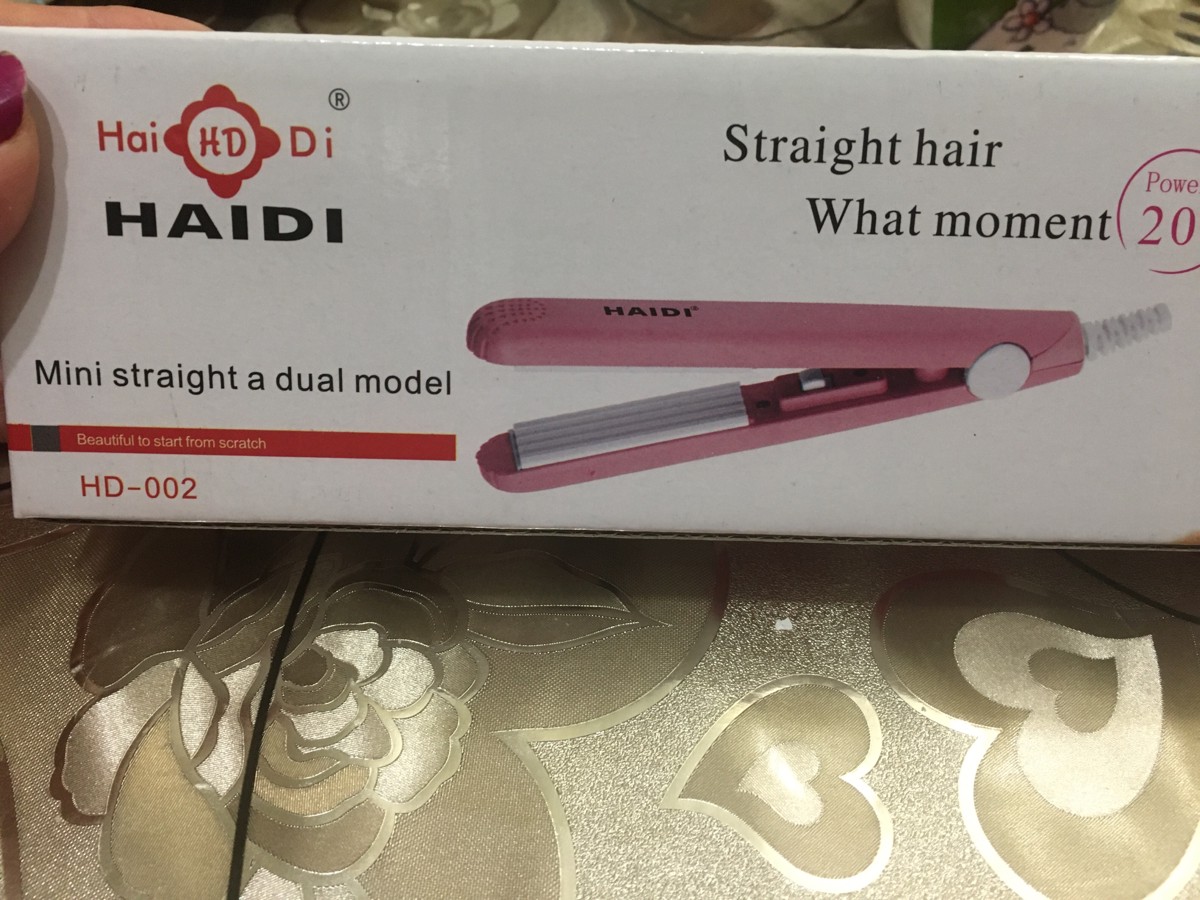 Hai HD Di ®
HAIDI
Straight hair
What moment
20
HAIDI®
Mini straight a dual model
Beautiful to start from scratch
HD-002